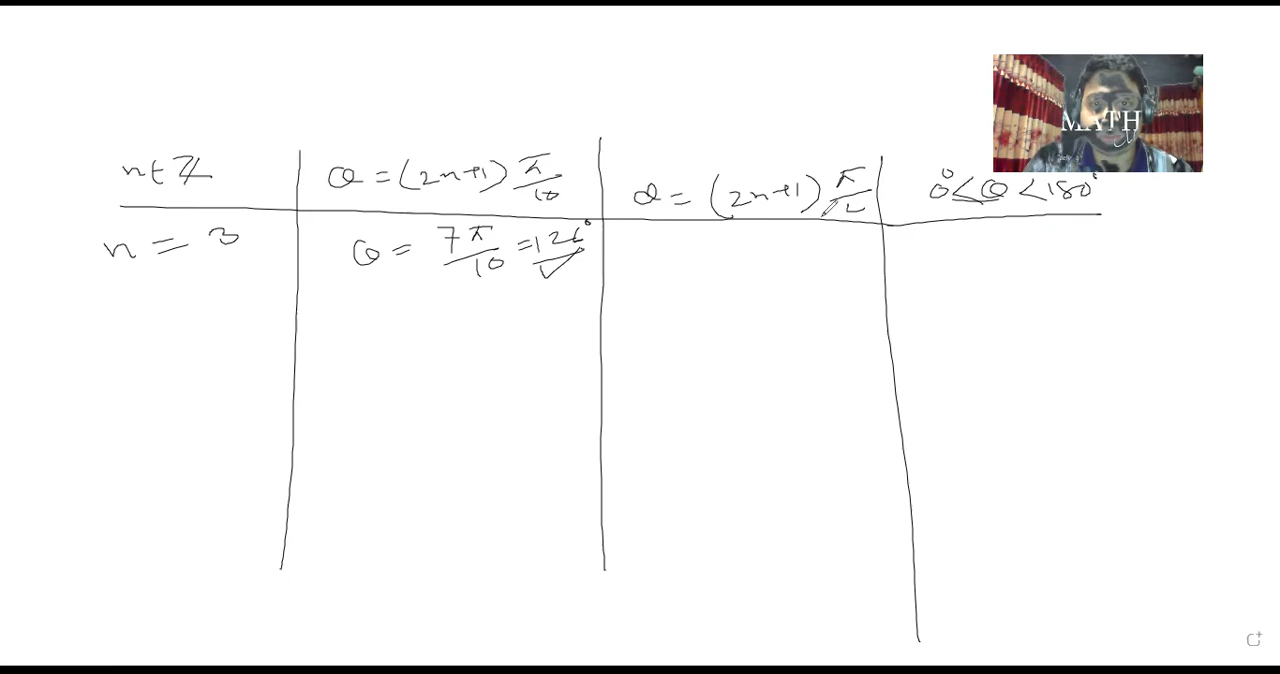 MATH
n ∈ ℤ θ = (2n+1) π/10 θ = (2n+1) π/2 0° < θ < 180°
n = 3 θ = 7π/10 = 126° ✓